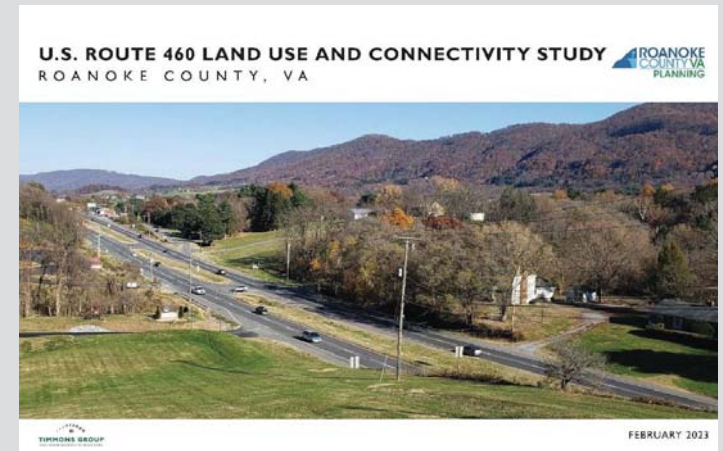 U.S. ROUTE 460 LAND USE AND CONNECTIVITY STUDY
ROANOKE COUNTY, VA
ROANOKE
COUNTY VA
PLANNING
TIMMONS GROUP
FEBRUARY 2023